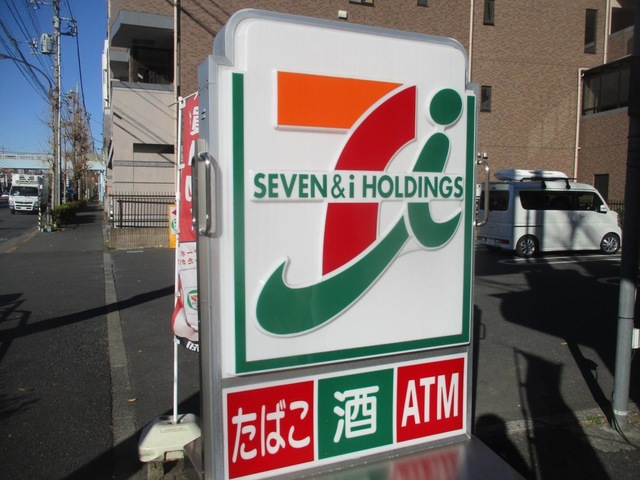 SEVEN & i HOLDINGS
たばこ 酒 ATM